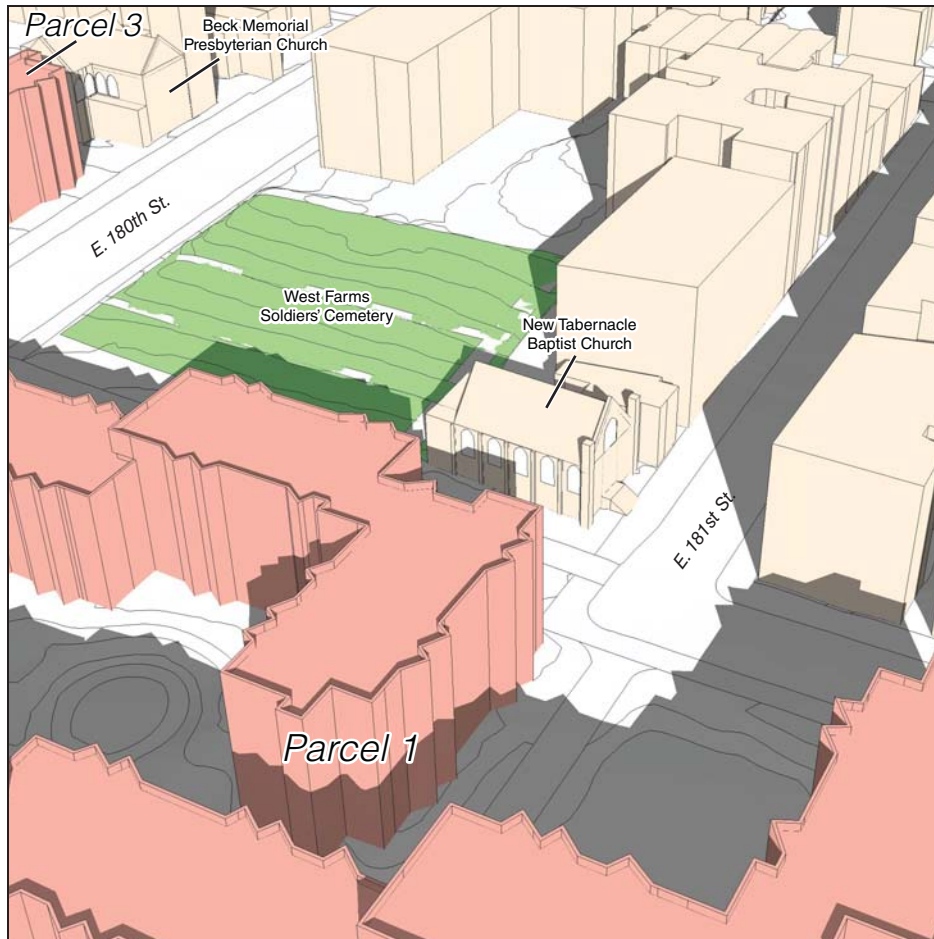 Parcel 3
Beck Memorial
Presbyterian Church
E. 180th St.
West Farms
Soldiers' Cemetery
New Tabernacle
Baptist Church
E. 181st St.
Parcel 1